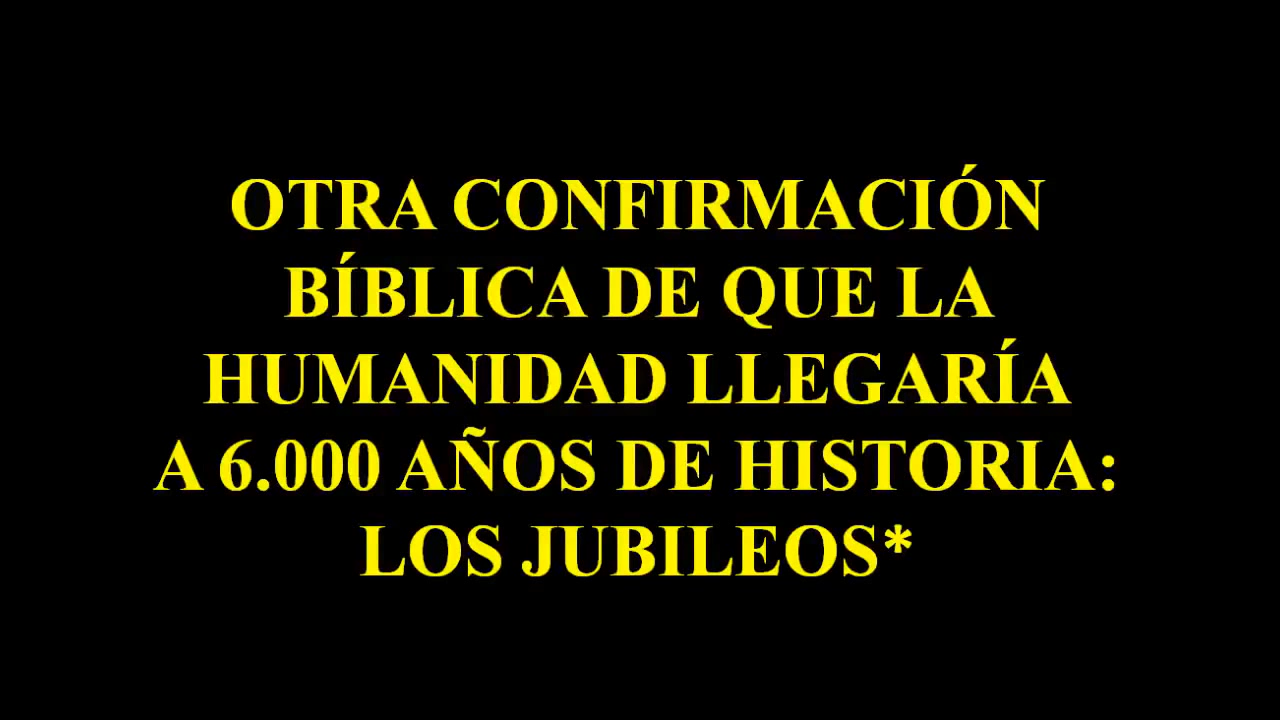 OTRA CONFIRMACIÓN
BÍBLICA DE QUE LA
HUMANIDAD LLEGARÍA
A 6.000 AÑOS DE HISTORIA:
LOS JUBILEOS*